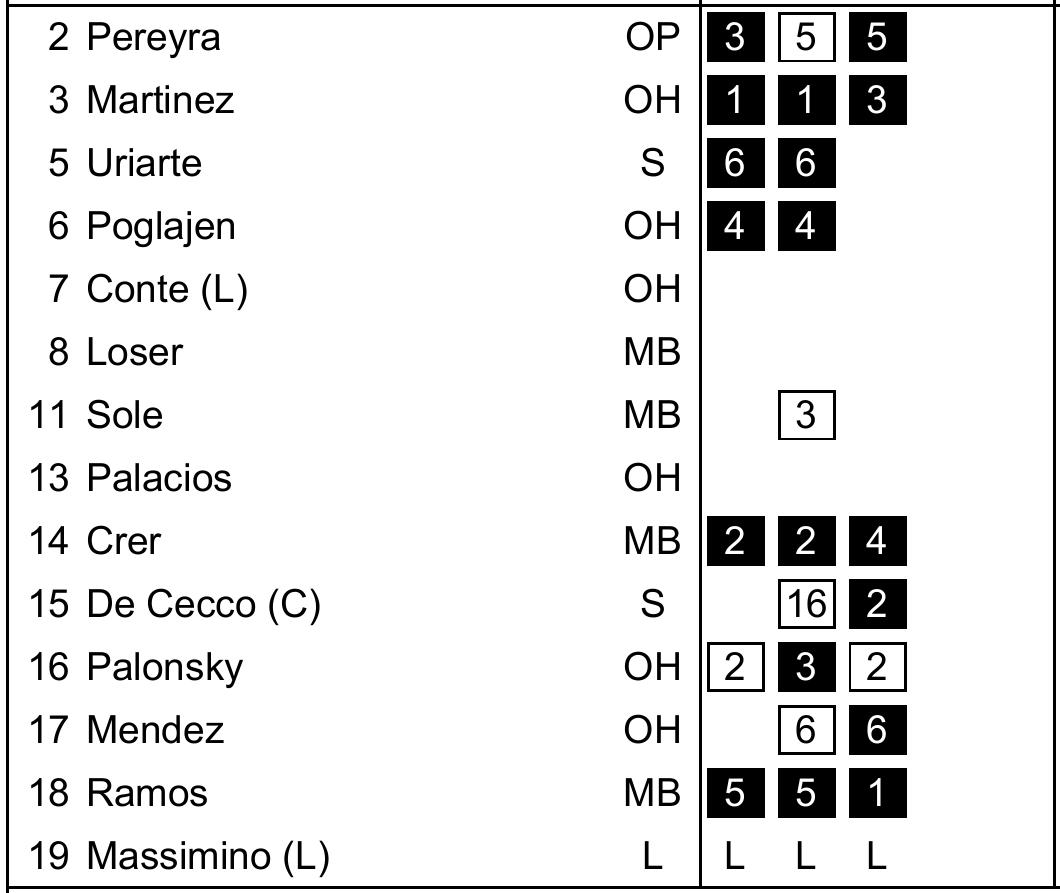 2 Pereyra OP 3 5 5
3 Martinez OH 1 1 3
5 Uriarte S 6 6
6 Poglajen OH 4 4
7 Conte (L) OH
8 Loser MB
11 Sole MB 3
13 Palacios OH
14 Crer MB 2 2 4
15 De Cecco (C) S 16 2
16 Palonsky OH 2 3 2
17 Mendez OH 6 6
18 Ramos MB 5 5 1
19 Massimino (L) L L L L